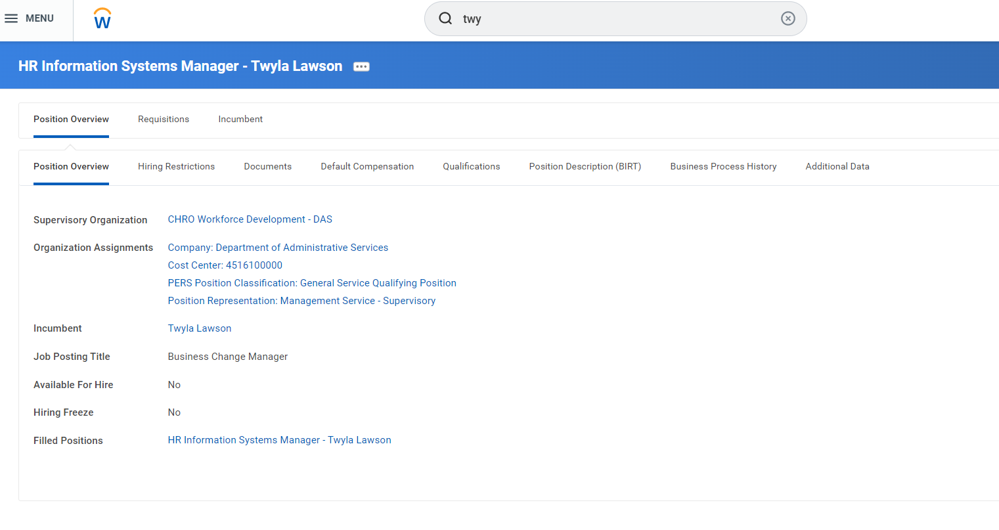 MENU
W
twy
HR Information Systems Manager - Twyla Lawson
Position Overview Requisitions Incumbent
Position Overview Hiring Restrictions Documents Default Compensation Qualifications Position Description (BIRT) Business Process History Additional Data
Supervisory Organization CHRO Workforce Development - DAS
Organization Assignments Company: Department of Administrative Services
Cost Center: 4516100000
PERS Position Classification: General Service Qualifying Position
Position Representation: Management Service - Supervisory
Incumbent Twyla Lawson
Job Posting Title Business Change Manager
Available For Hire No
Hiring Freeze No
Filled Positions HR Information Systems Manager - Twyla Lawson